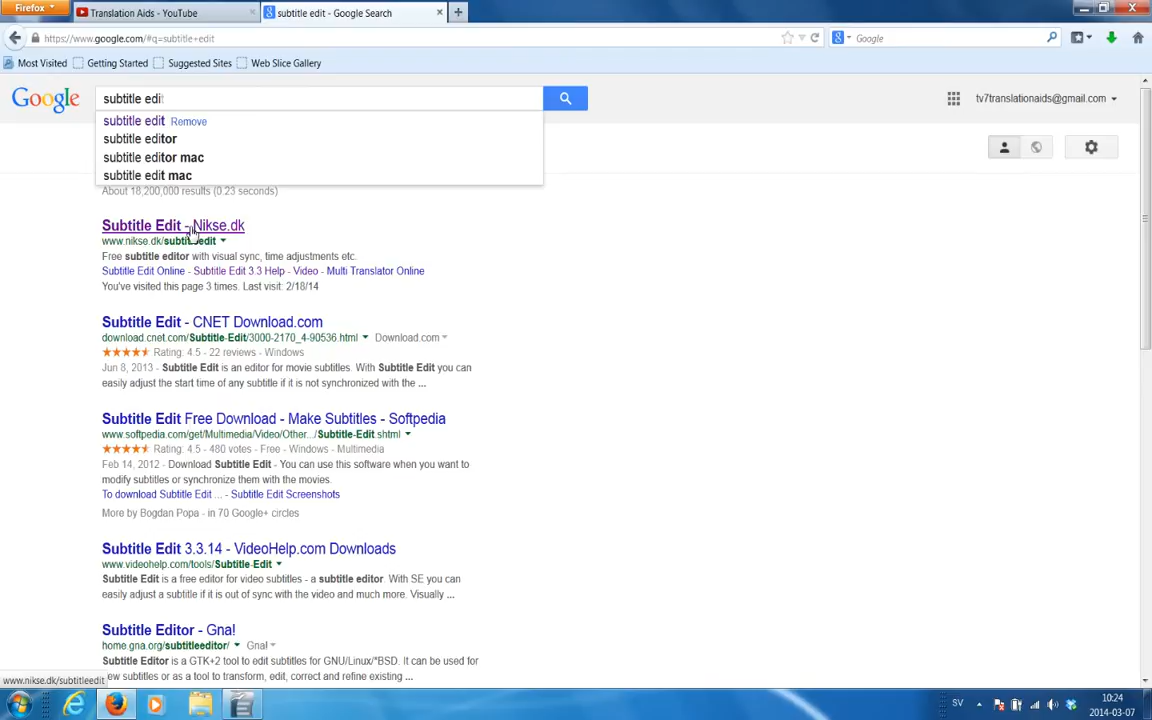 Firefox
Translation Aids - YouTube
subtitle edit - Google Search
https://www.google.com/#q=subtitle+edit
Google
Most Visited
Getting Started
Suggested Sites
Web Slice Gallery
Google
subtitle edit
tv7translationaids@gmail.com
subtitle edit Remove
subtitle editor
subtitle editor mac
subtitle edit mac
About 18,200,000 results (0.23 seconds)
Subtitle Edit - Nikse.dk
www.nikse.dk/subtitleedit
Free subtitle editor with visual sync, time adjustments etc.
Subtitle Edit Online - Subtitle Edit 3.3 Help - Video - Multi Translator Online
You've visited this page 3 times. Last visit: 2/18/14
Subtitle Edit - CNET Download.com
download.cnet.com/Subtitle-Edit/3000-2170_4-90536.html Download.com
Rating: 4.5 - 22 reviews - Windows
Jun 8, 2013 - Subtitle Edit is an editor for movie subtitles. With Subtitle Edit you can
easily adjust the start time of any subtitle if it is not synchronized with the ...
Subtitle Edit Free Download - Make Subtitles - Softpedia
www.softpedia.com/get/Multimedia/Video/Other.../Subtitle-Edit.shtml
Rating: 4.5 - 480 votes - Free - Windows - Multimedia
Feb 14, 2012 - Download Subtitle Edit - You can use this software when you want to
modify subtitles or synchronize them with the movies.
To download Subtitle Edit ... - Subtitle Edit Screenshots
More by Bogdan Popa - in 70 Google+ circles
Subtitle Edit 3.3.14 - VideoHelp.com Downloads
www.videohelp.com/tools/Subtitle-Edit
Subtitle Edit is a free editor for video subtitles - a subtitle editor. With SE you can
easily adjust a subtitle if it is out of sync with the video and much more. Visually ...
Subtitle Editor - Gna!
home.gna.org/subtitleeditor/ Gna!
Subtitle Editor is a GTK+2 tool to edit subtitles for GNU/Linux/*BSD. It can be used for
new subtitles or as a tool to transform, edit, correct and refine existing ...
www.nikse.dk/subtitleedit
SV
10:24
2014-03-07